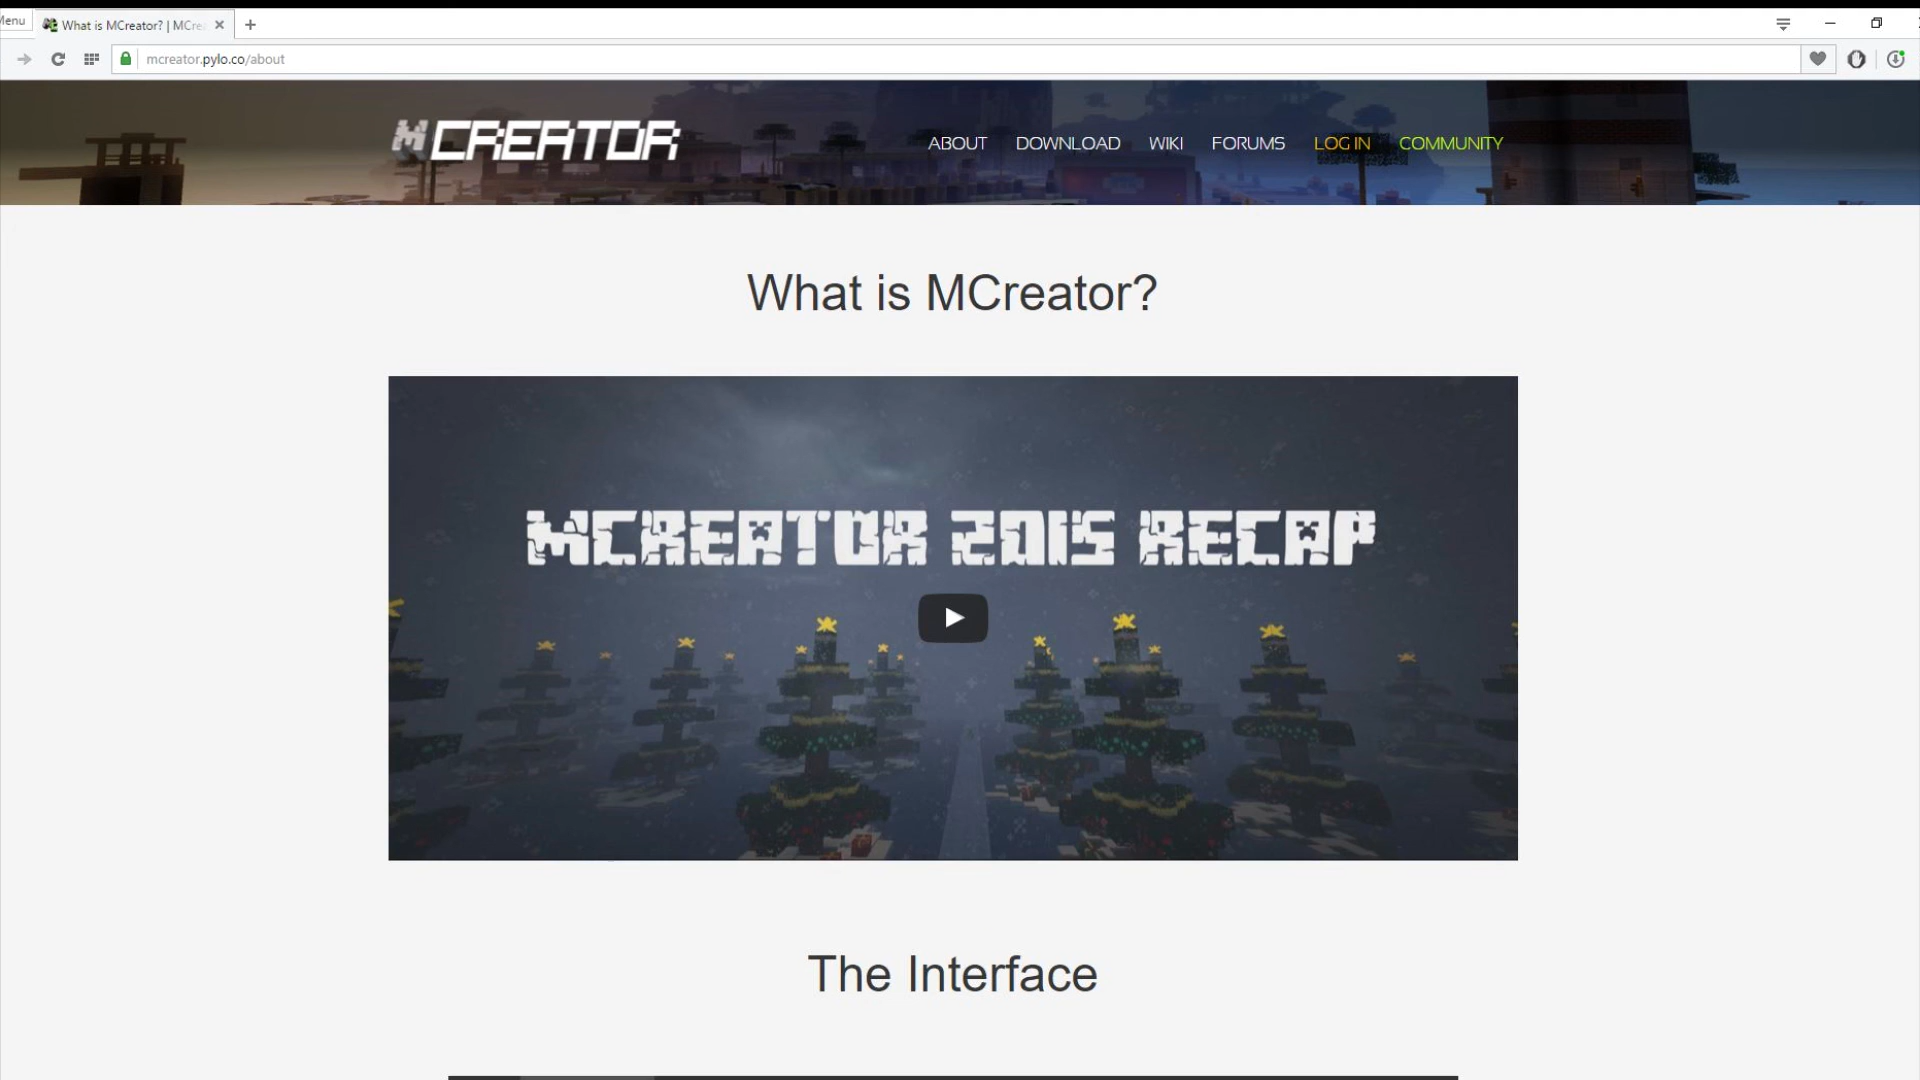 Menu
What is MCreator? | MCrea
mcreator.pylo.co/about
MCREATOR
ABOUT DOWNLOAD WIKI FORUMS LOG IN COMMUNITY
What is MCreator?
MCREATOR 2015 RECAP
The Interface